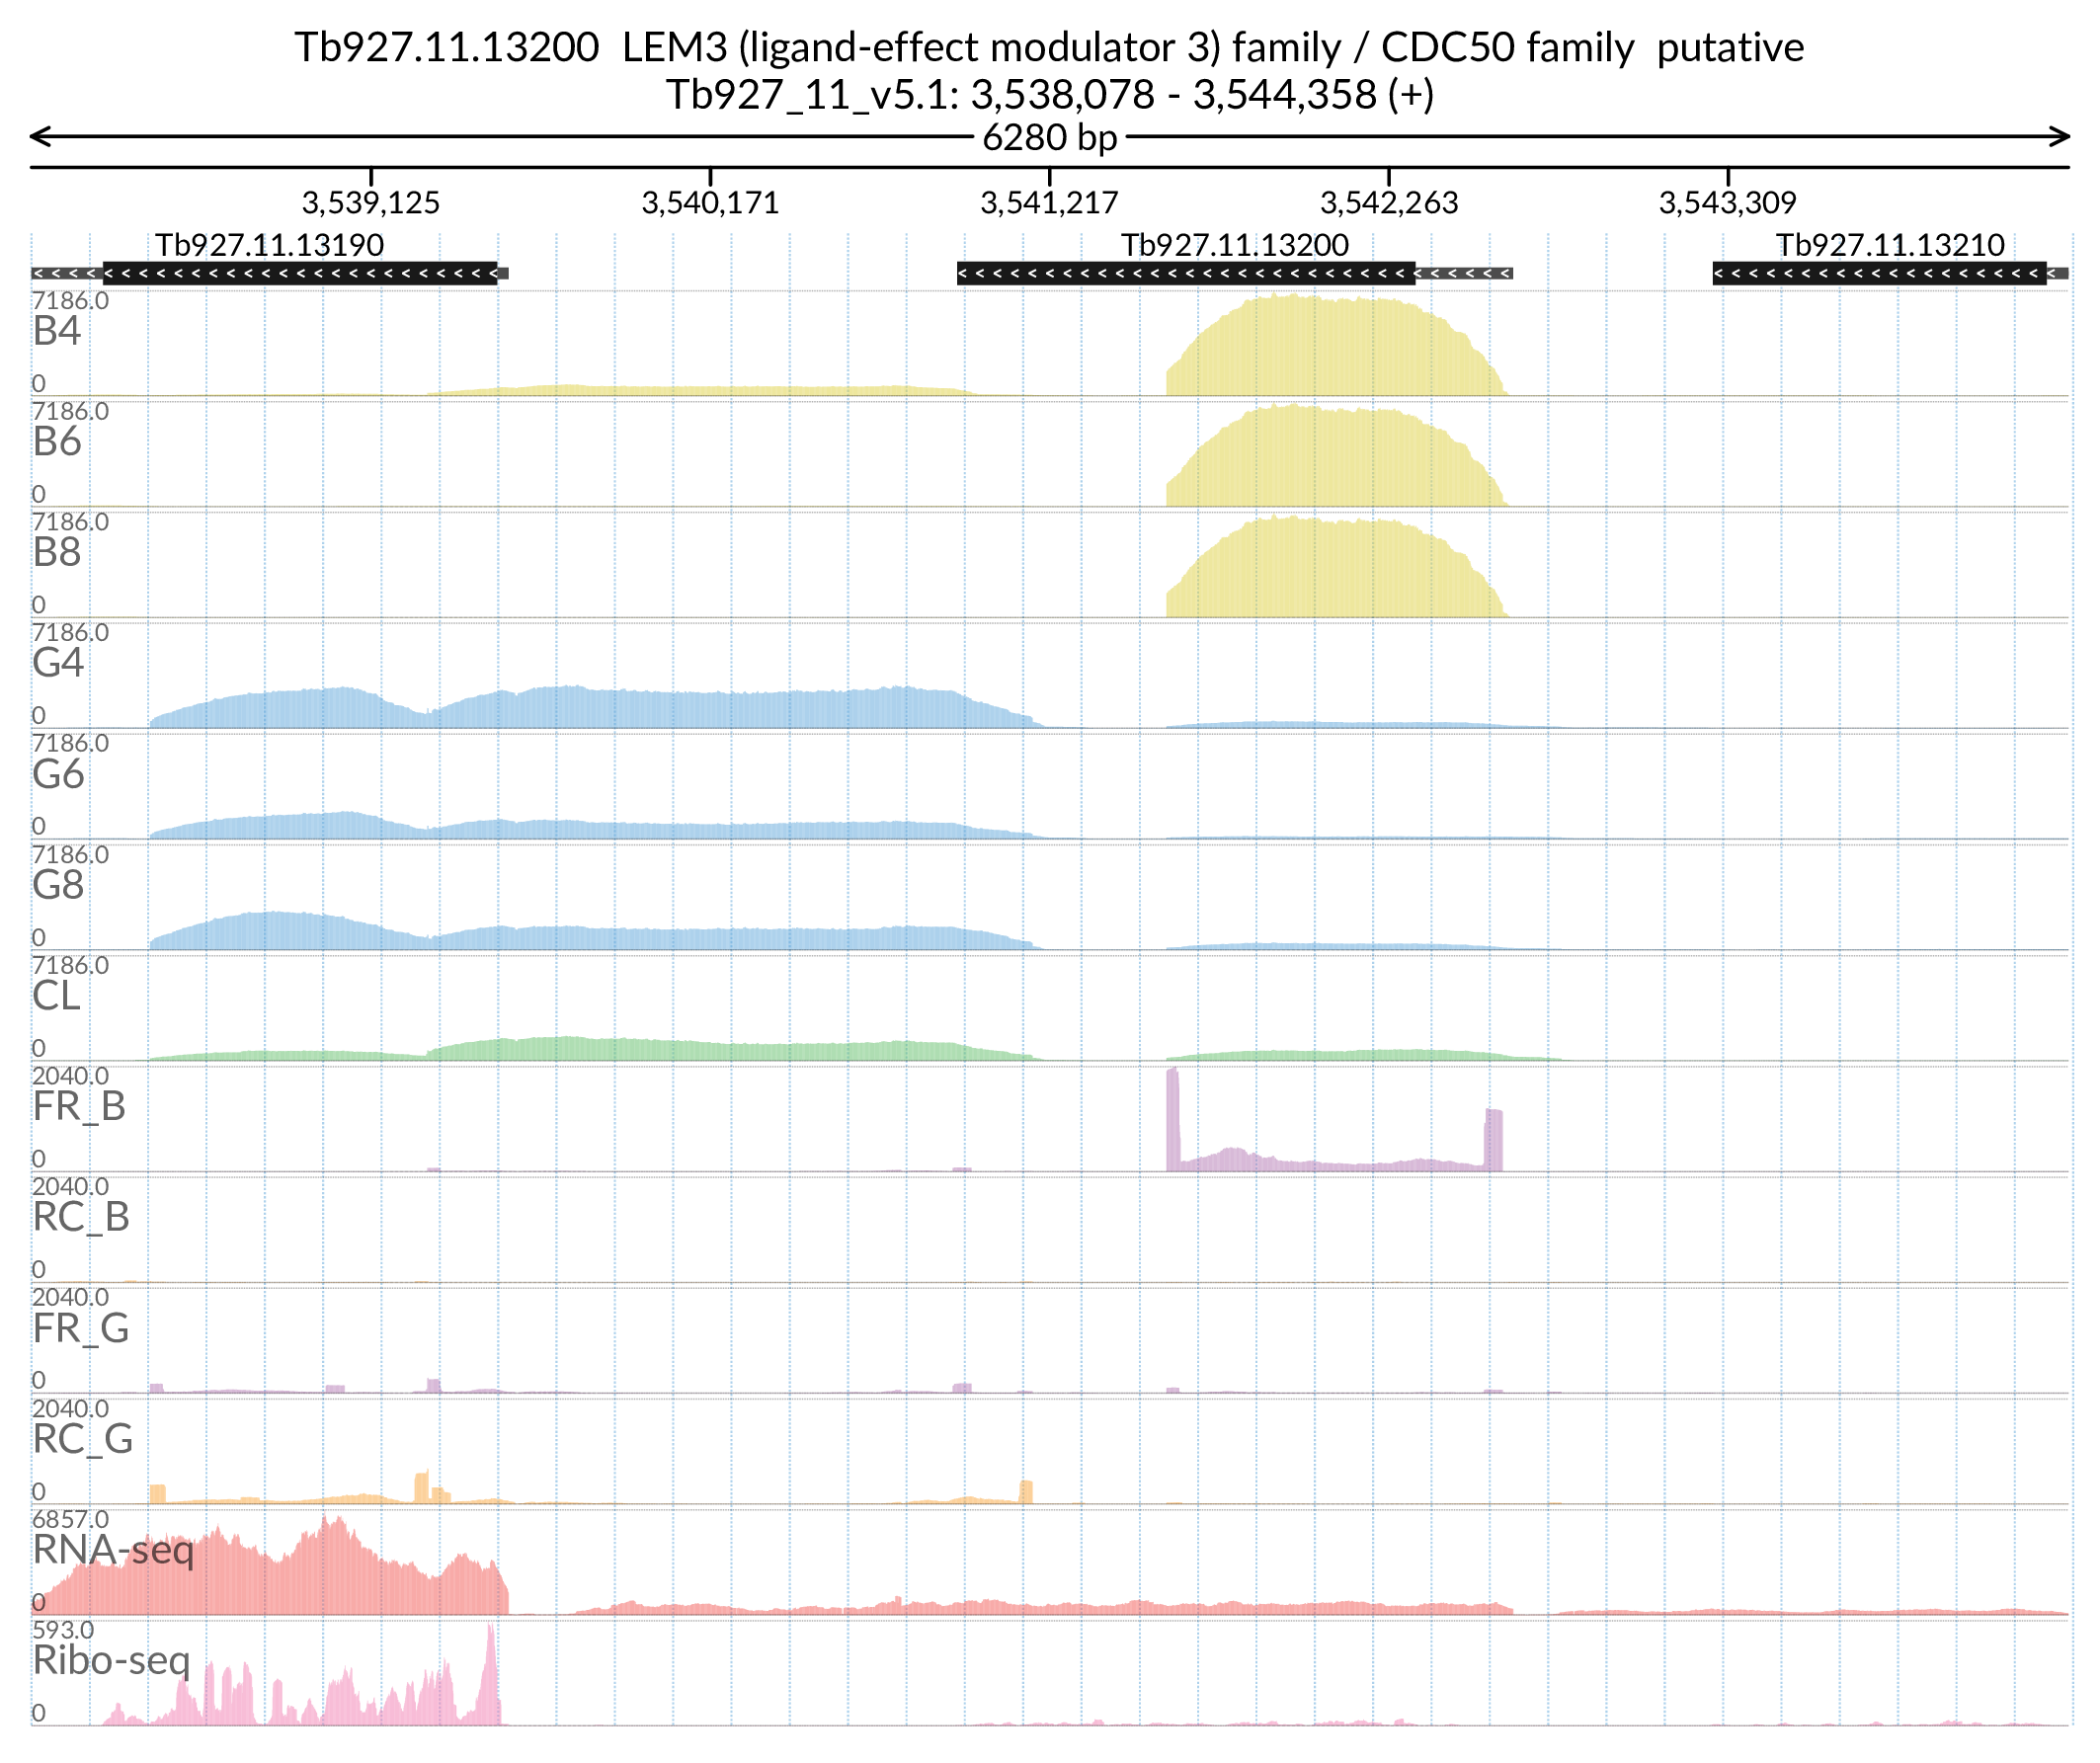 Tb927.11.13200  LEM3 (ligand-effect modulator 3) family / CDC50 family  putative
Tb927_11_v5.1: 3,538,078 - 3,544,358 (+)
6280 bp
3,539,125 3,540,171 3,541,217 3,542,263 3,543,309
Tb927.11.13190 Tb927.11.13200 Tb927.11.13210
7186.0
B4
0
7186.0
B6
0
7186.0
B8
0
7186.0
G4
0
7186.0
G6
0
7186.0
G8
0
7186.0
CL
0
2040.0
FR_B
0
2040.0
RC_B
0
2040.0
FR_G
0
2040.0
RC_G
0
6857.0
RNA-seq
0
593.0
Ribo-seq
0